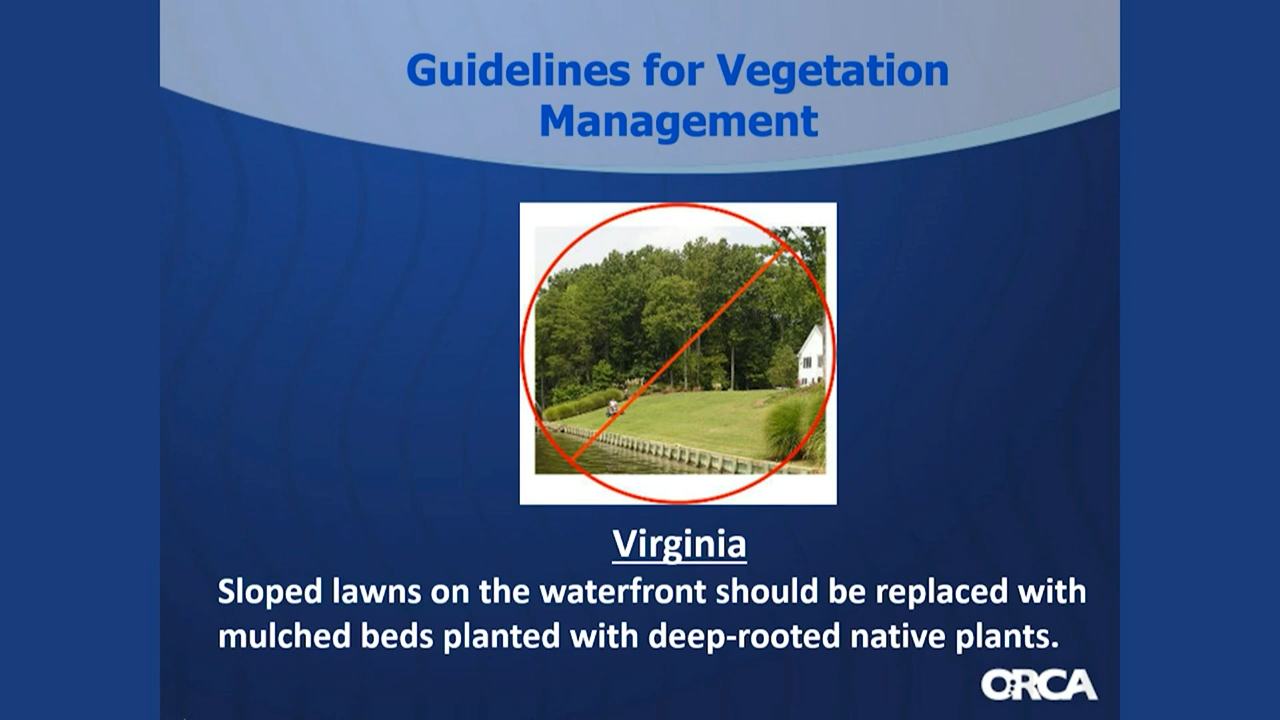 Guidelines for Vegetation
Management
Virginia
Sloped lawns on the waterfront should be replaced with
mulched beds planted with deep-rooted native plants.
ORCA